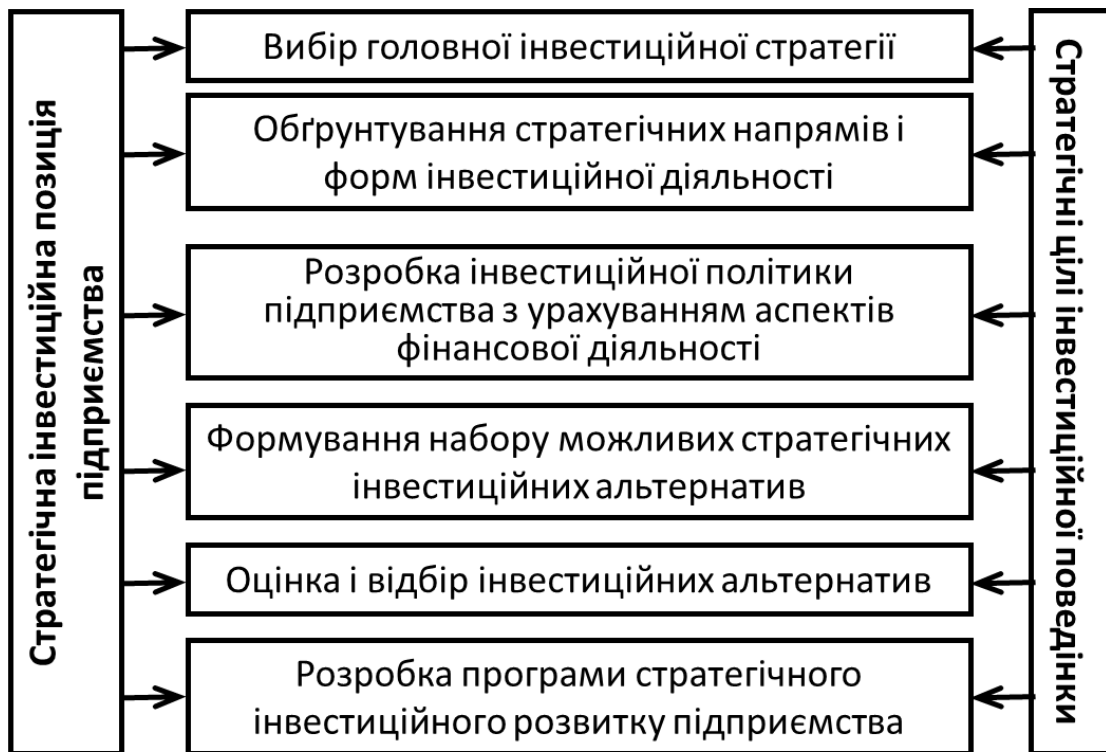 Стратегічна інвестиційна позиція
підприємства
Вибір головної інвестиційної стратегії
Обґрунтування стратегічних напрямів і
форм інвестиційної діяльності
Розробка інвестиційної політики
підприємства з урахуванням аспектів
фінансової діяльності
Формування набору можливих стратегічних
інвестиційних альтернатив
Оцінка і відбір інвестиційних альтернатив
Розробка програми стратегічного
інвестиційного розвитку підприємства
Стратегічні цілі інвестиційної поведінки